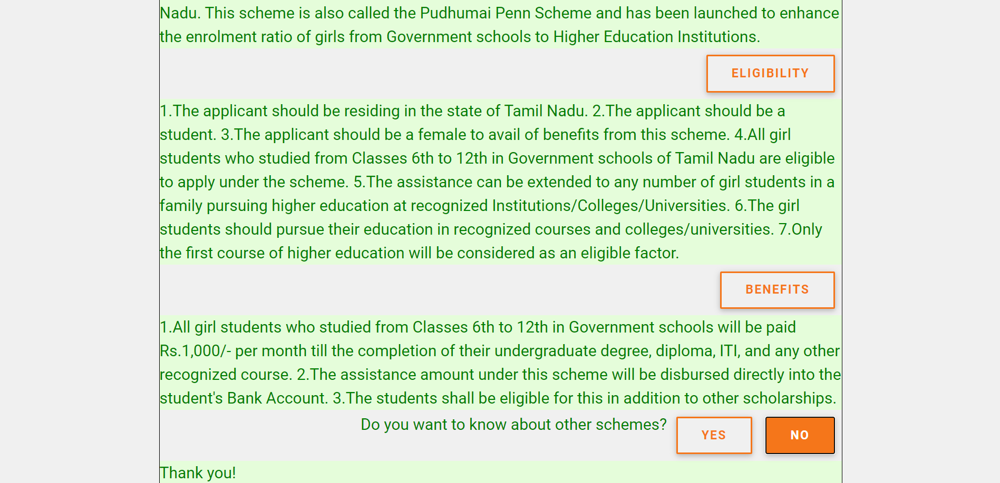 Nadu. This scheme is also called the Pudhumai Penn Scheme and has been launched to enhance
the enrolment ratio of girls from Government schools to Higher Education Institutions.
ELIGIBILITY
1.The applicant should be residing in the state of Tamil Nadu. 2.The applicant should be a
student. 3.The applicant should be a female to avail of benefits from this scheme. 4.All girl
students who studied from Classes 6th to 12th in Government schools of Tamil Nadu are eligible
to apply under the scheme. 5.The assistance can be extended to any number of girl students in a
family pursuing higher education at recognized Institutions/Colleges/Universities. 6.The girl
students should pursue their education in recognized courses and colleges/universities. 7.Only
the first course of higher education will be considered as an eligible factor.
BENEFITS
1.All girl students who studied from Classes 6th to 12th in Government schools will be paid
Rs.1,000/- per month till the completion of their undergraduate degree, diploma, ITI, and any other
recognized course. 2.The assistance amount under this scheme will be disbursed directly into the
student's Bank Account. 3.The students shall be eligible for this in addition to other scholarships.
Do you want to know about other schemes? YES NO
Thank you!